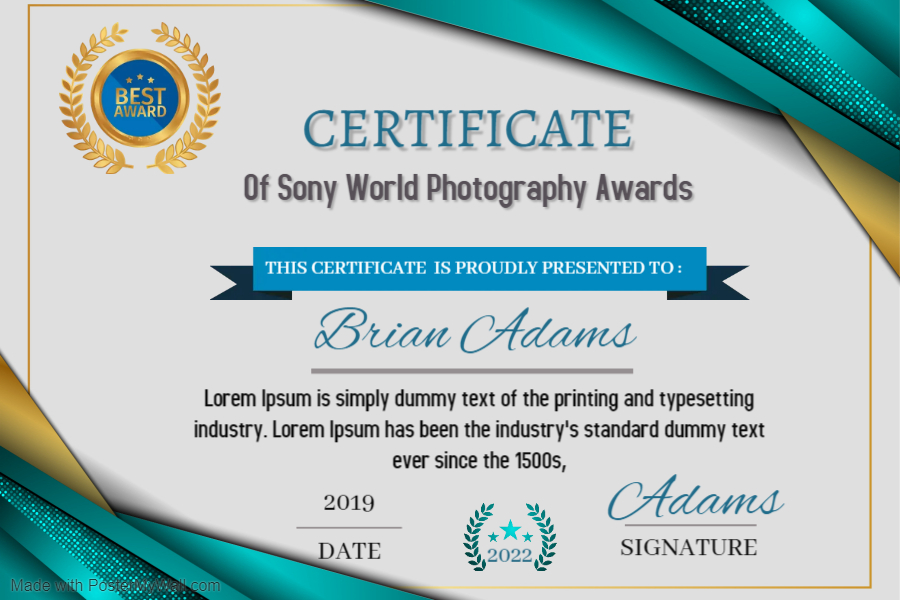 BEST
AWARD
CERTIFICATE
Of Sony World Photography Awards
THIS CERTIFICATE IS PROUDLY PRESENTED TO :
Brian Adams
Lorem Ipsum is simply dummy text of the printing and typesetting
industry. Lorem Ipsum has been the industry's standard dummy text
ever since the 1500s,
2019
DATE
2022
Adams
SIGNATURE
Made with PosterMyWall.com